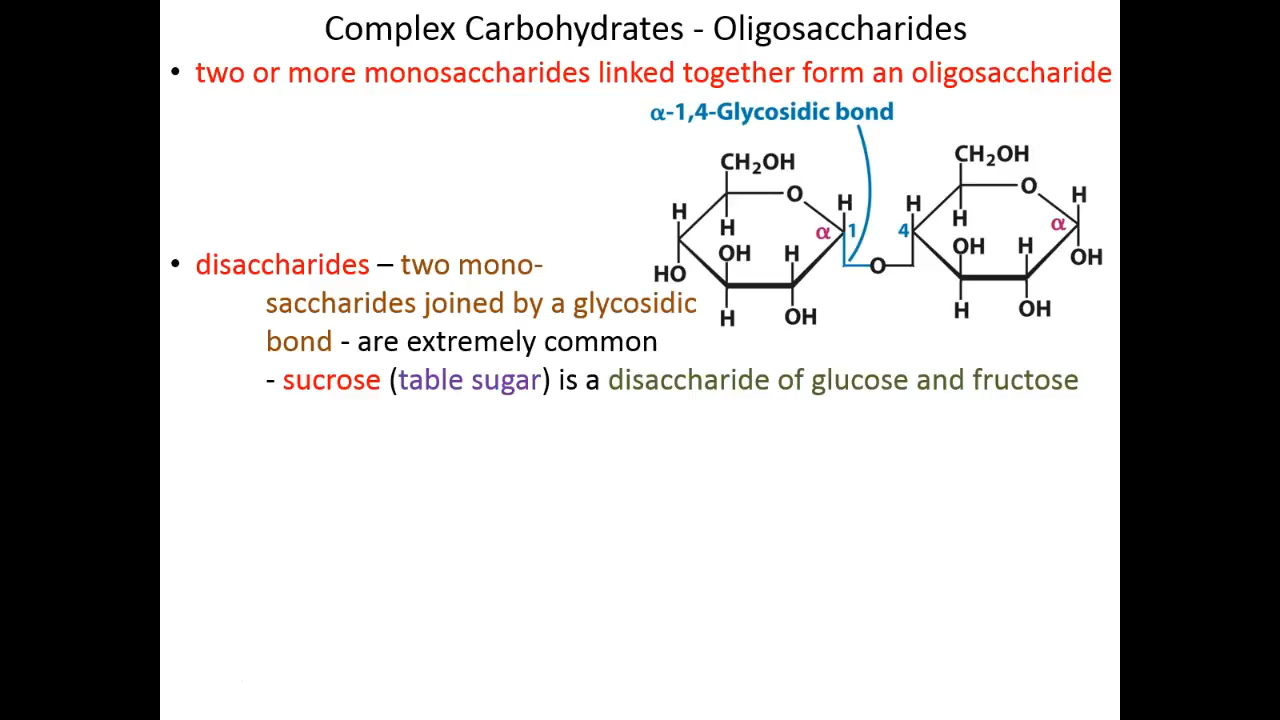 Complex Carbohydrates - Oligosaccharides
• two or more monosaccharides linked together form an oligosaccharide
α-1,4-Glycosidic bond
CH₂OH CH₂OH
O O
H H H H
H H
α 1 4 α
OH H OH H OH
HO O
H OH H OH
• disaccharides – two mono-
saccharides joined by a glycosidic
bond - are extremely common
- sucrose (table sugar) is a disaccharide of glucose and fructose